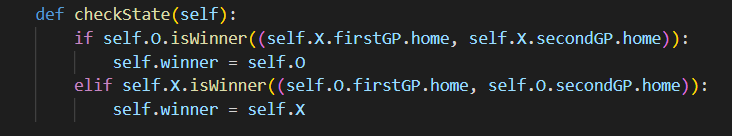 def checkState(self):
    if self.O.isWinner((self.X.firstGP.home, self.X.secondGP.home)):
        self.winner = self.O
    elif self.X.isWinner((self.O.firstGP.home, self.O.secondGP.home)):
        self.winner = self.X